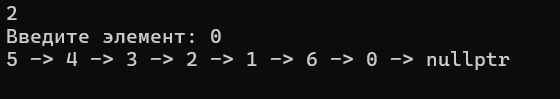 2
Введите элемент: 0
5 -> 4 -> 3 -> 2 -> 1 -> 6 -> 0 -> nullptr